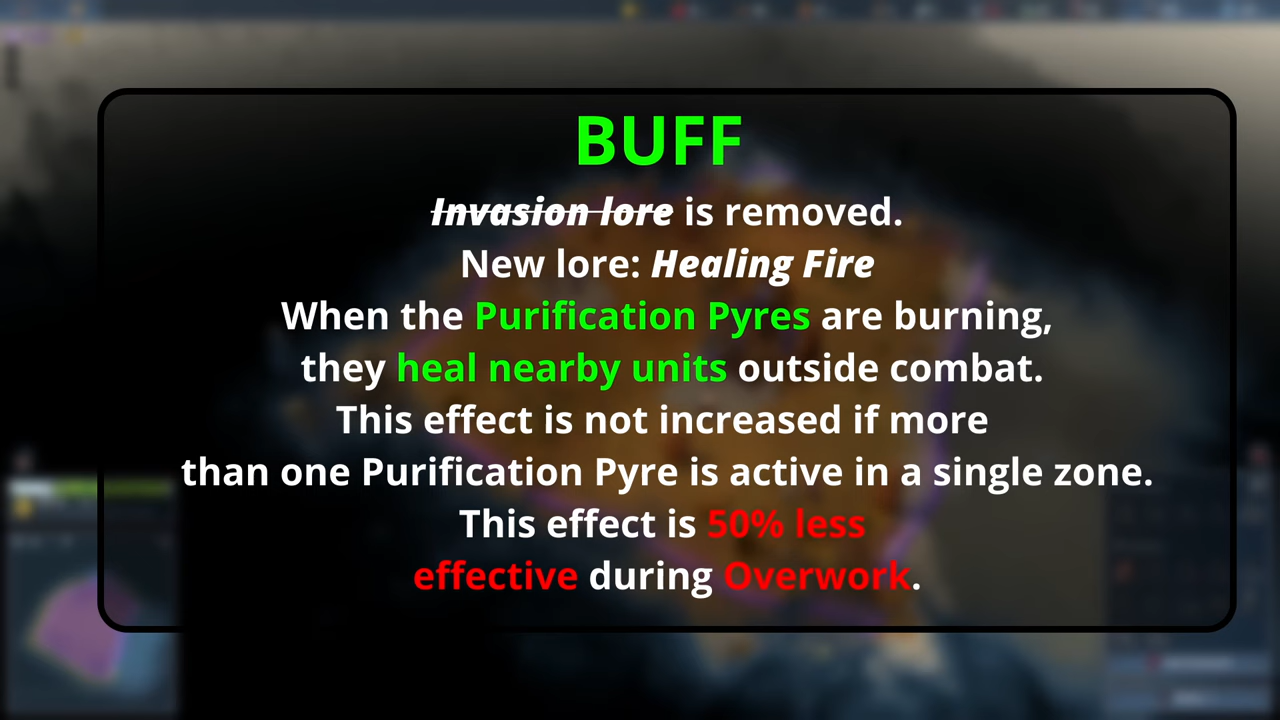 BUFF
Invasion lore is removed.
New lore: Healing Fire
When the Purification Pyres are burning,
they heal nearby units outside combat.
This effect is not increased if more
than one Purification Pyre is active in a single zone.
This effect is 50% less
effective during Overwork.